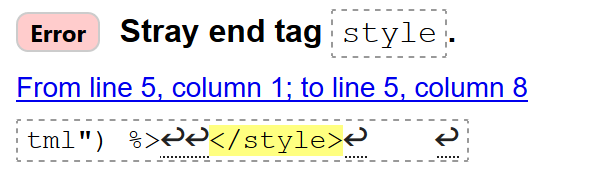 Error Stray end tag style.
From line 5, column 1; to line 5, column 8
tml") %>↩↩</style>↩ ↩